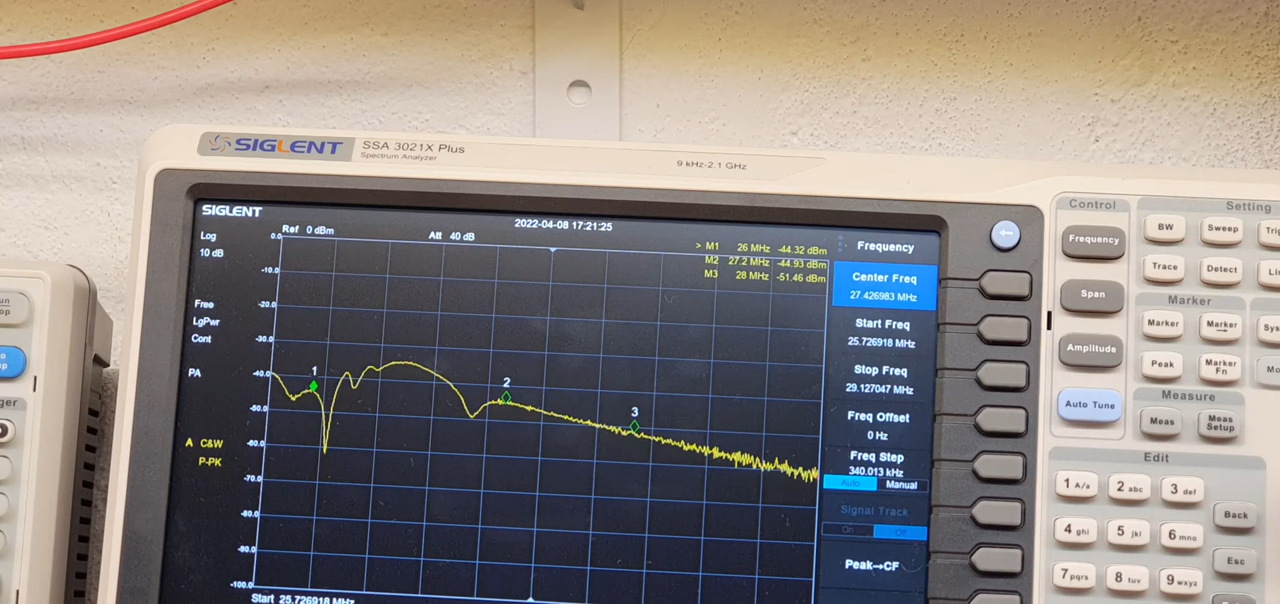 SIGLENT SSA 3021X Plus
Spectrum Analyzer
9 kHz-2.1 GHz
SIGLENT
2022-04-08 17:21:25
Log
10 dB
Ref 0 dBm
Att 40 dB
> M1 26 MHz -44.32 dBm
M2 27.2 MHz -44.93 dBm
M3 28 MHz -51.46 dBm
0.0
-10.0
-20.0
-30.0
-40.0
-50.0
-60.0
-70.0
-80.0
-90.0
-100.0
Free
LgPwr
Cont
PA
A C&W
P-PK
1
2
3
Start 25.726918 MHz
Frequency
Center Freq
27.426983 MHz
Start Freq
25.726918 MHz
Stop Freq
29.127047 MHz
Freq Offset
0 Hz
Freq Step
340.013 kHz
Auto Manual
Signal Track
On Off
Peak→CF
Control
Frequency
Span
Amplitude
Auto Tune
Setting
BW Sweep
Trace Detect
Marker
Marker Marker→
Peak Marker Fn
Measure
Meas Meas Setup
Edit
1 A/a 2 abc 3 def
4 ghi 5 jkl 6 mno
7 pqrs 8 tuv 9 wxyz
Back
Esc